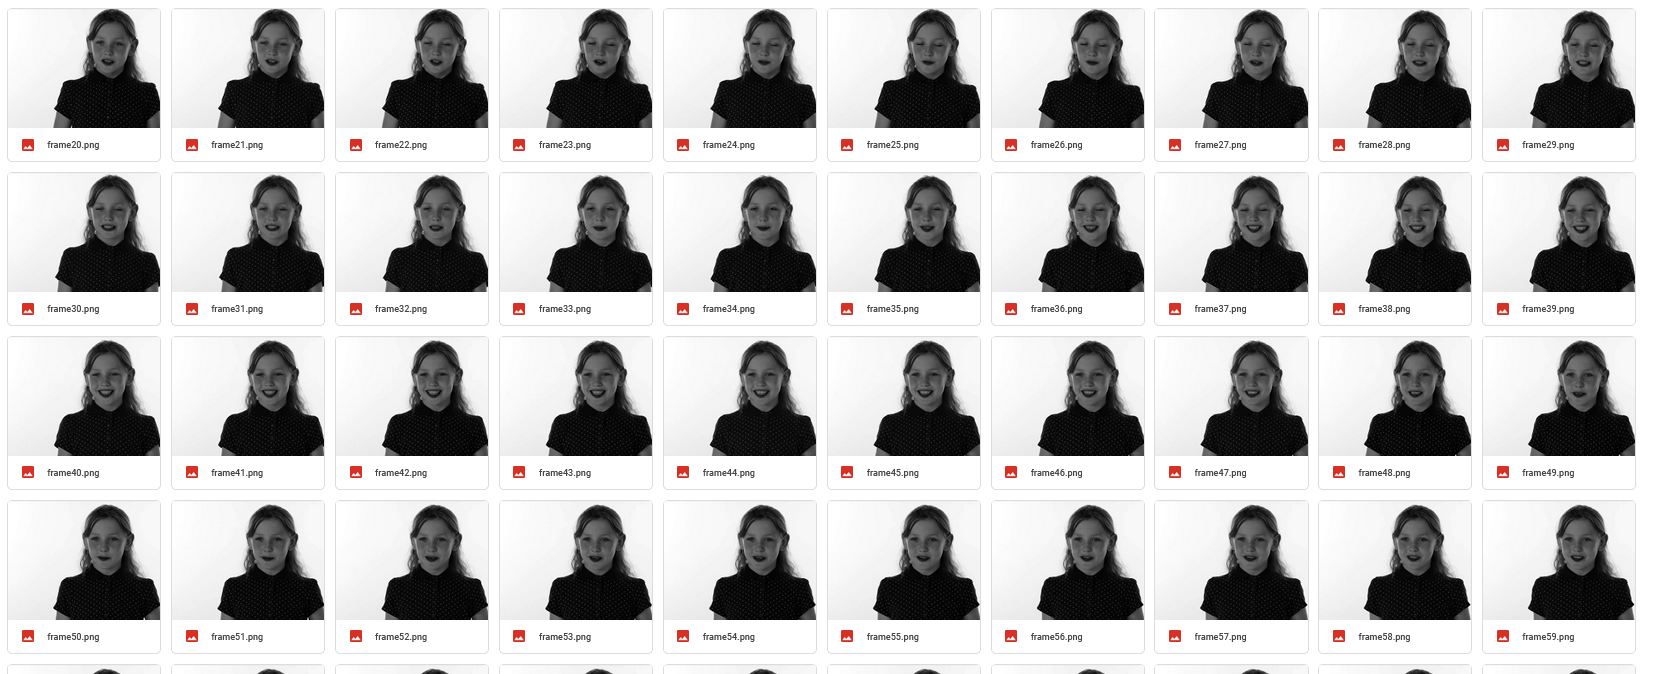 frame20.png frame21.png frame22.png frame23.png frame24.png frame25.png frame26.png frame27.png frame28.png frame29.png
frame30.png frame31.png frame32.png frame33.png frame34.png frame35.png frame36.png frame37.png frame38.png frame39.png
frame40.png frame41.png frame42.png frame43.png frame44.png frame45.png frame46.png frame47.png frame48.png frame49.png
frame50.png frame51.png frame52.png frame53.png frame54.png frame55.png frame56.png frame57.png frame58.png frame59.png